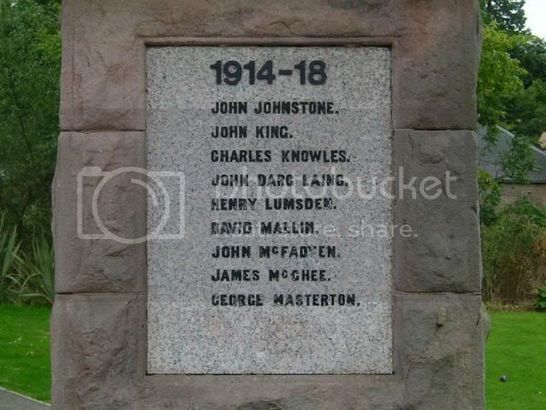 1914-18
JOHN JOHNSTONE.
JOHN KING.
CHARLES KNOWLES.
JOHN DARG LAING.
HENRY LUMSDEN.
DAVID MALLIN.
JOHN McFADYEN.
JAMES McGHEE.
GEORGE MASTERTON.
photobucket